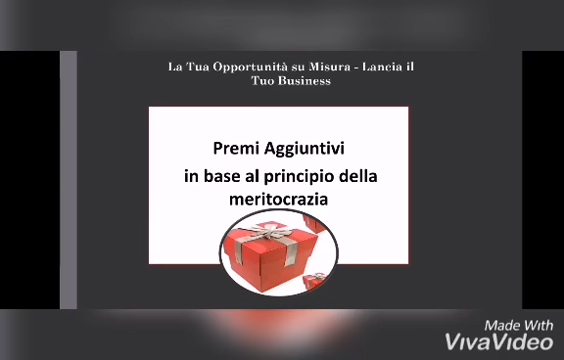 La Tua Opportunità su Misura - Lancia il
Tuo Business
Premi Aggiuntivi
in base al principio della
meritocrazia
Made With
VivaVideo